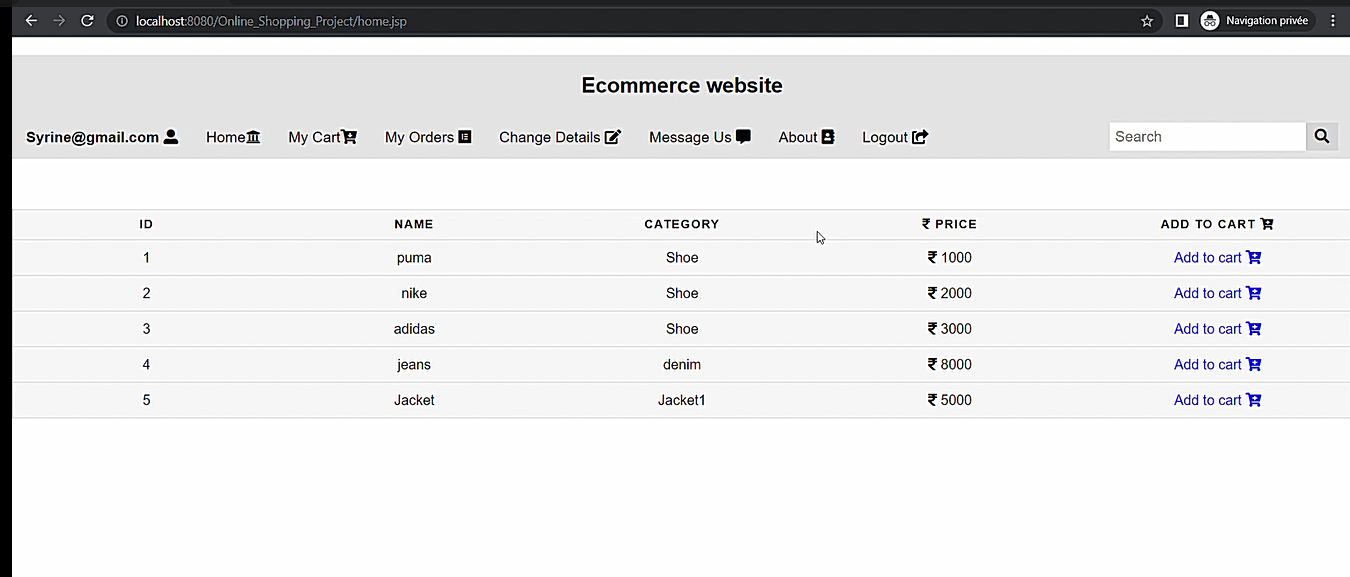 localhost:8080/Online_Shopping_Project/home.jsp Navigation privée
Ecommerce website
Syrine@gmail.com Home My Cart My Orders Change Details Message Us About Logout Search
ID NAME CATEGORY ₹ PRICE ADD TO CART
1 puma Shoe ₹ 1000 Add to cart
2 nike Shoe ₹ 2000 Add to cart
3 adidas Shoe ₹ 3000 Add to cart
4 jeans denim ₹ 8000 Add to cart
5 Jacket Jacket1 ₹ 5000 Add to cart